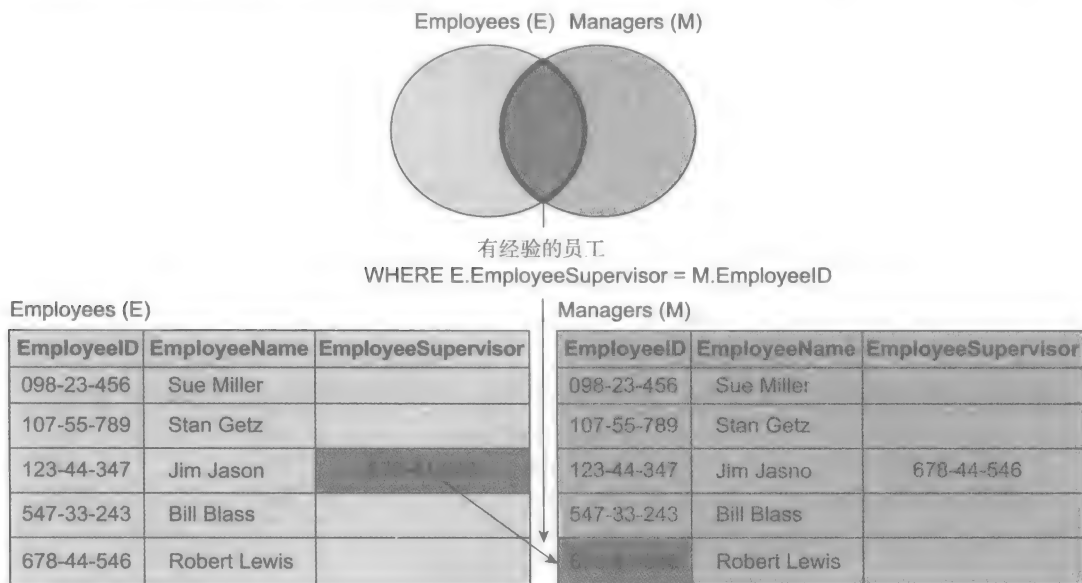 Employees (E) Managers (M)
有经验的员工
WHERE E.EmployeeSupervisor = M.EmployeeID
Employees (E)
EmployeeID EmployeeName EmployeeSupervisor
098-23-456 Sue Miller
107-55-789 Stan Getz
123-44-347 Jim Jason
547-33-243 Bill Blass
678-44-546 Robert Lewis
Managers (M)
EmployeeID EmployeeName EmployeeSupervisor
098-23-456 Sue Miller
107-55-789 Stan Getz
123-44-347 Jim Jasno 678-44-546
547-33-243 Bill Blass
Robert Lewis